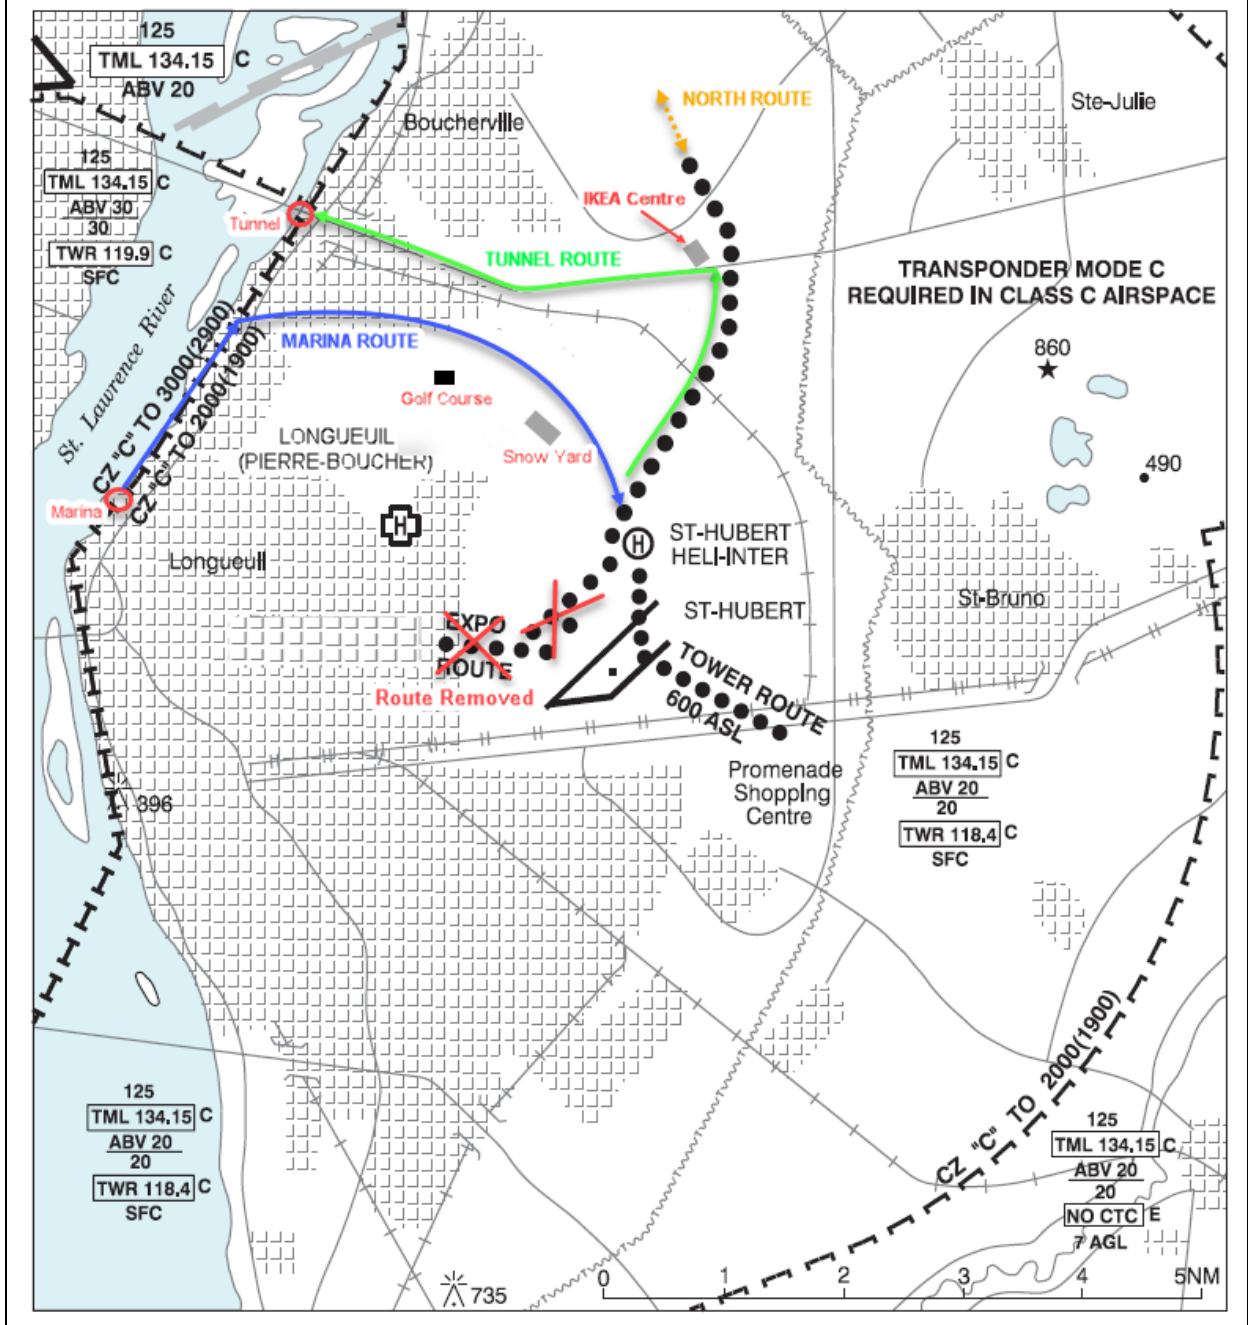 125
TML 134.15 C
ABV 20
NORTH ROUTE
Ste-Julie
Boucherville
125
TML 134.15 C
ABV 30
30
TWR 119.9 C
SFC
Tunnel
IKEA Centre
TUNNEL ROUTE
TRANSPONDER MODE C
REQUIRED IN CLASS C AIRSPACE
St. Lawrence River
CZ "C" TO 3000(2900)
CZ "C" TO 2000(1900)
MARINA ROUTE
860
Golf Course
LONGUEUIL
(PIERRE-BOUCHER)
Snow Yard
490
Marina
H
H
ST-HUBERT
HELI-INTER
Longueuil
St-Bruno
ST-HUBERT
EXPO
ROUTE
Route Removed
TOWER ROUTE
600 ASL
125
TML 134.15 C
ABV 20
20
TWR 118.4 C
SFC
Promenade
Shopping
Centre
396
CZ "C" TO 2000(1900)
125
TML 134.15 C
ABV 20
20
TWR 118.4 C
SFC
125
TML 134.15 C
ABV 20
20
NO CTC E
7 AGL
735
0 1 2 3 4 5NM